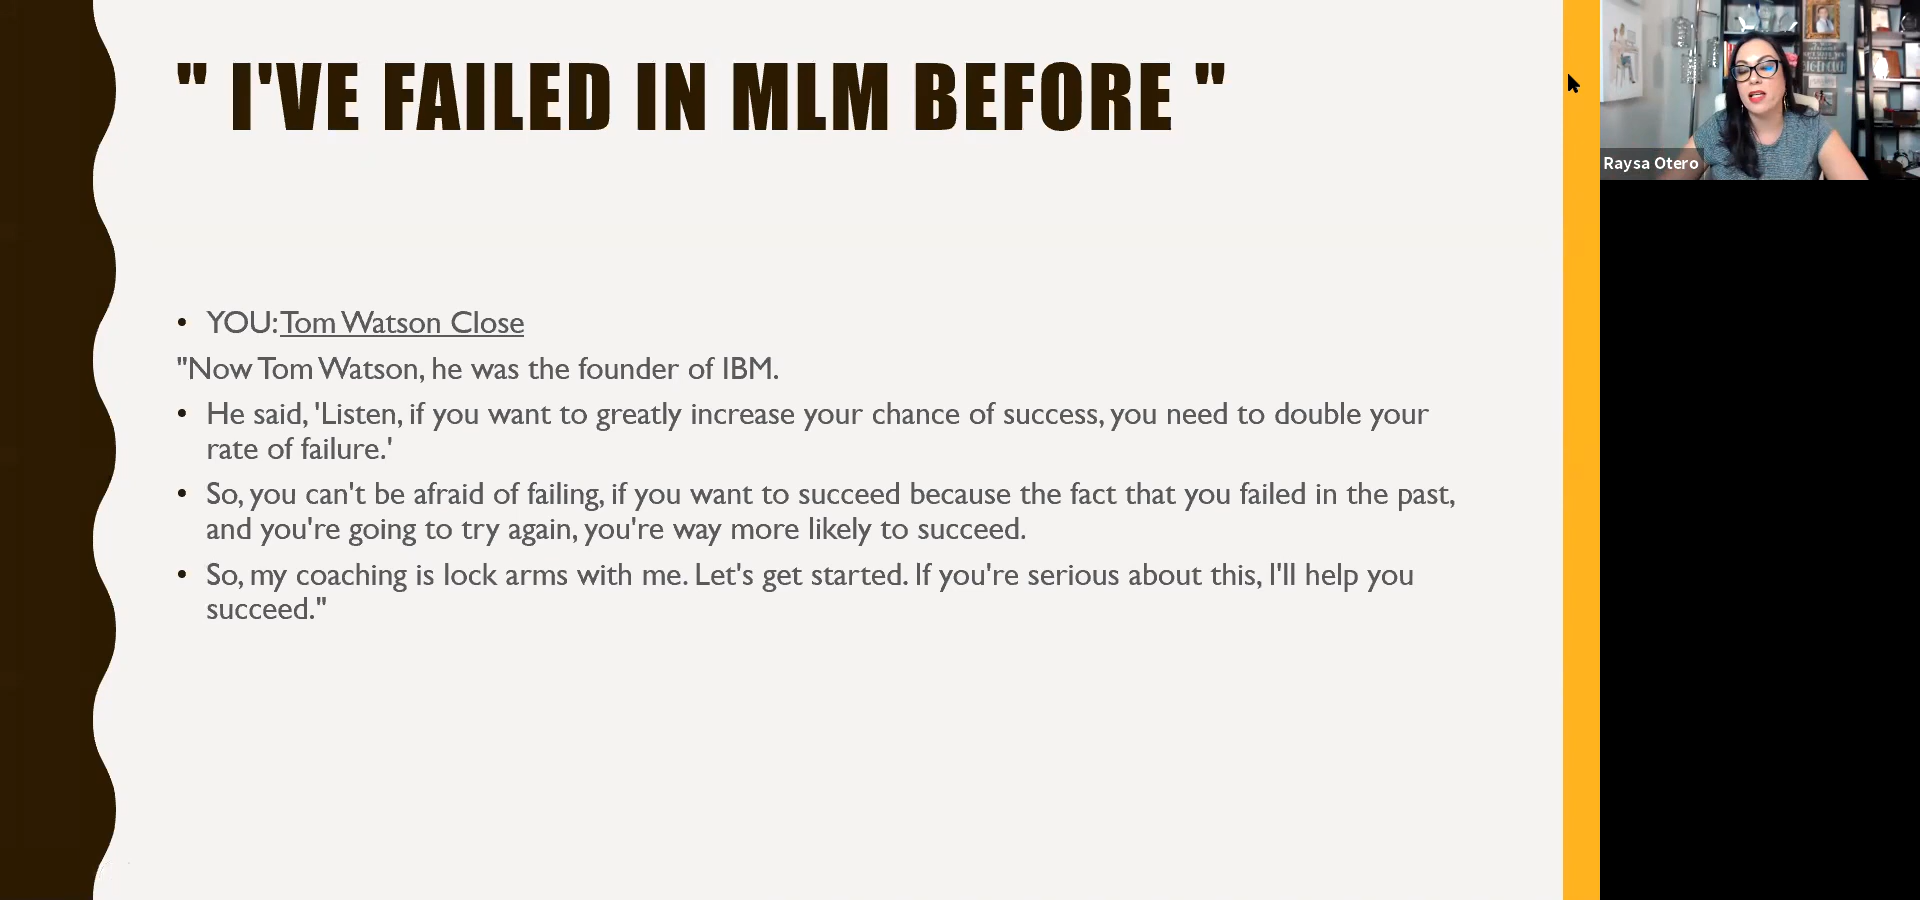 " I'VE FAILED IN MLM BEFORE "
Raysa Otero
• YOU: Tom Watson Close
"Now Tom Watson, he was the founder of IBM.
• He said, 'Listen, if you want to greatly increase your chance of success, you need to double your
rate of failure.'
• So, you can't be afraid of failing, if you want to succeed because the fact that you failed in the past,
and you're going to try again, you're way more likely to succeed.
• So, my coaching is lock arms with me. Let's get started. If you're serious about this, I'll help you
succeed."